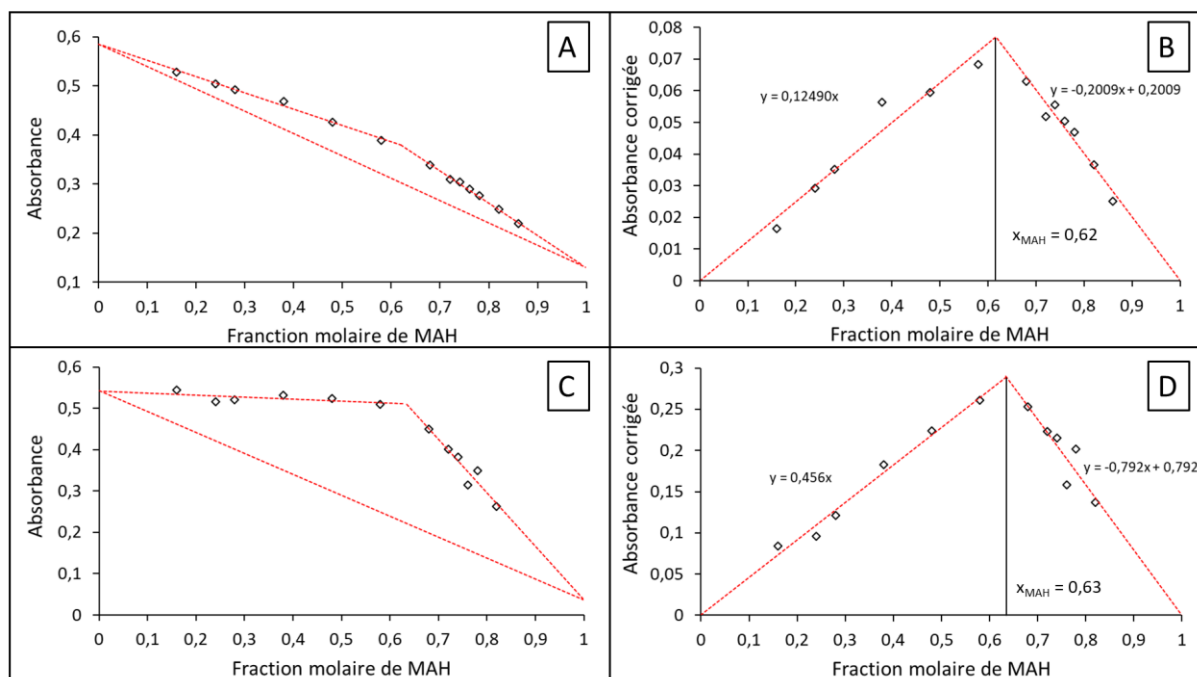 A
Absorbance
0,6
0,5
0,4
0,3
0,2
0,1
0 0,1 0,2 0,3 0,4 0,5 0,6 0,7 0,8 0,9 1
Franction molaire de MAH
B
Absorbance corrigée
0,08
0,07
0,06
0,05
0,04
0,03
0,02
0,01
0
y = 0,12490x
y = -0,2009x + 0,2009
xMAH = 0,62
0 0,1 0,2 0,3 0,4 0,5 0,6 0,7 0,8 0,9 1
Fraction molaire de MAH
C
Absorbance
0,6
0,5
0,4
0,3
0,2
0,1
0
0 0,1 0,2 0,3 0,4 0,5 0,6 0,7 0,8 0,9 1
Fraction molaire de MAH
D
Absorbance corrigée
0,3
0,25
0,2
0,15
0,1
0,05
0
y = 0,456x
y = -0,792x + 0,792
xMAH = 0,63
0 0,1 0,2 0,3 0,4 0,5 0,6 0,7 0,8 0,9 1
Fraction molaire de MAH